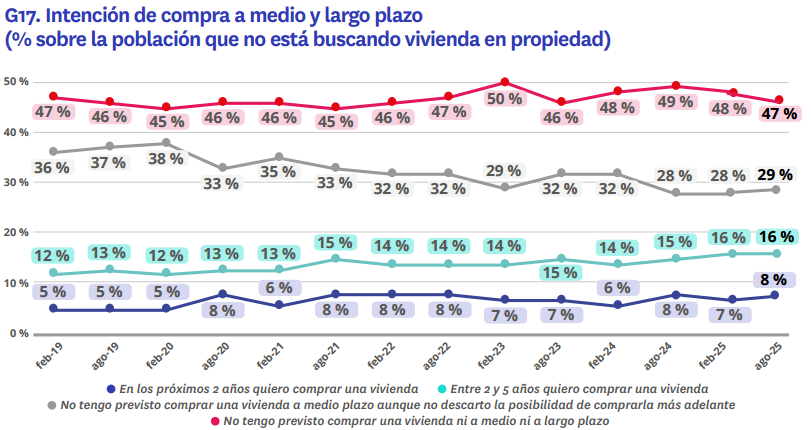 G17. Intención de compra a medio y largo plazo
(% sobre la población que no está buscando vivienda en propiedad)
50 %
47 % 46 % 45 % 46 % 46 % 45 % 46 % 47 % 50 % 46 % 48 % 49 % 48 % 47 %
40 %
36 % 37 % 38 % 33 % 35 % 33 % 32 % 32 % 29 % 32 % 32 % 28 % 28 % 29 %
30 %
20 %
12 % 13 % 12 % 13 % 13 % 15 % 14 % 14 % 14 % 15 % 14 % 15 % 16 % 16 %
10 %
5 % 5 % 5 % 8 % 6 % 8 % 8 % 8 % 7 % 7 % 6 % 8 % 7 % 8 %
0 %
feb-19 ago-19 feb-20 ago-20 feb-21 ago-21 feb-22 ago-22 feb-23 ago-23 feb-24 ago-24 feb-25 ago-25
En los próximos 2 años quiero comprar una vivienda Entre 2 y 5 años quiero comprar una vivienda
No tengo previsto comprar una vivienda a medio plazo aunque no descarto la posibilidad de comprarla más adelante
No tengo previsto comprar una vivienda ni a medio ni a largo plazo